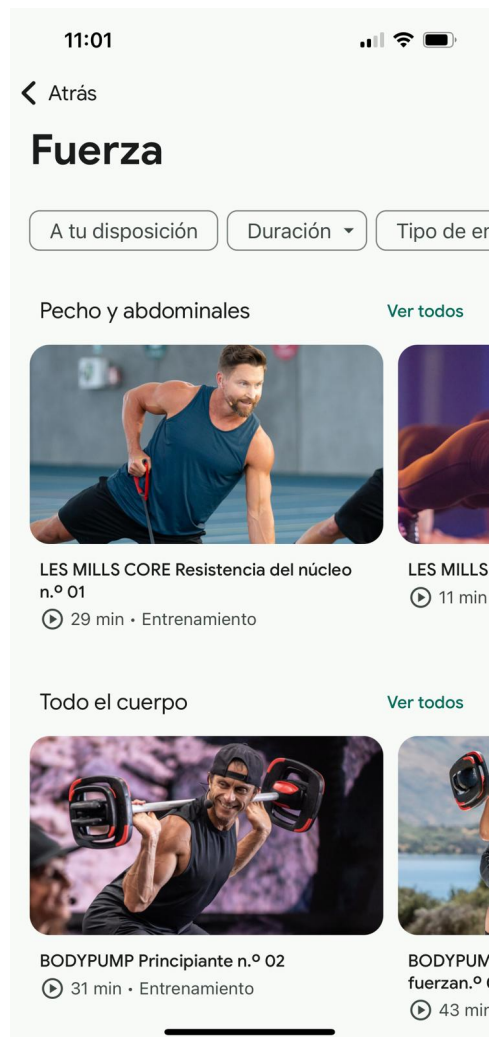 11:01
Atrás
Fuerza
A tu disposición
Duración
Tipo de
Pecho y abdominales
Ver todos
LES MILLS CORE Resistencia del núcleo
n.º 01
29 min • Entrenamiento
LES MILLS
11 min
Todo el cuerpo
Ver todos
BODYPUMP Principiante n.º 02
31 min • Entrenamiento
BODYPUM
fuerzan.º
43 min